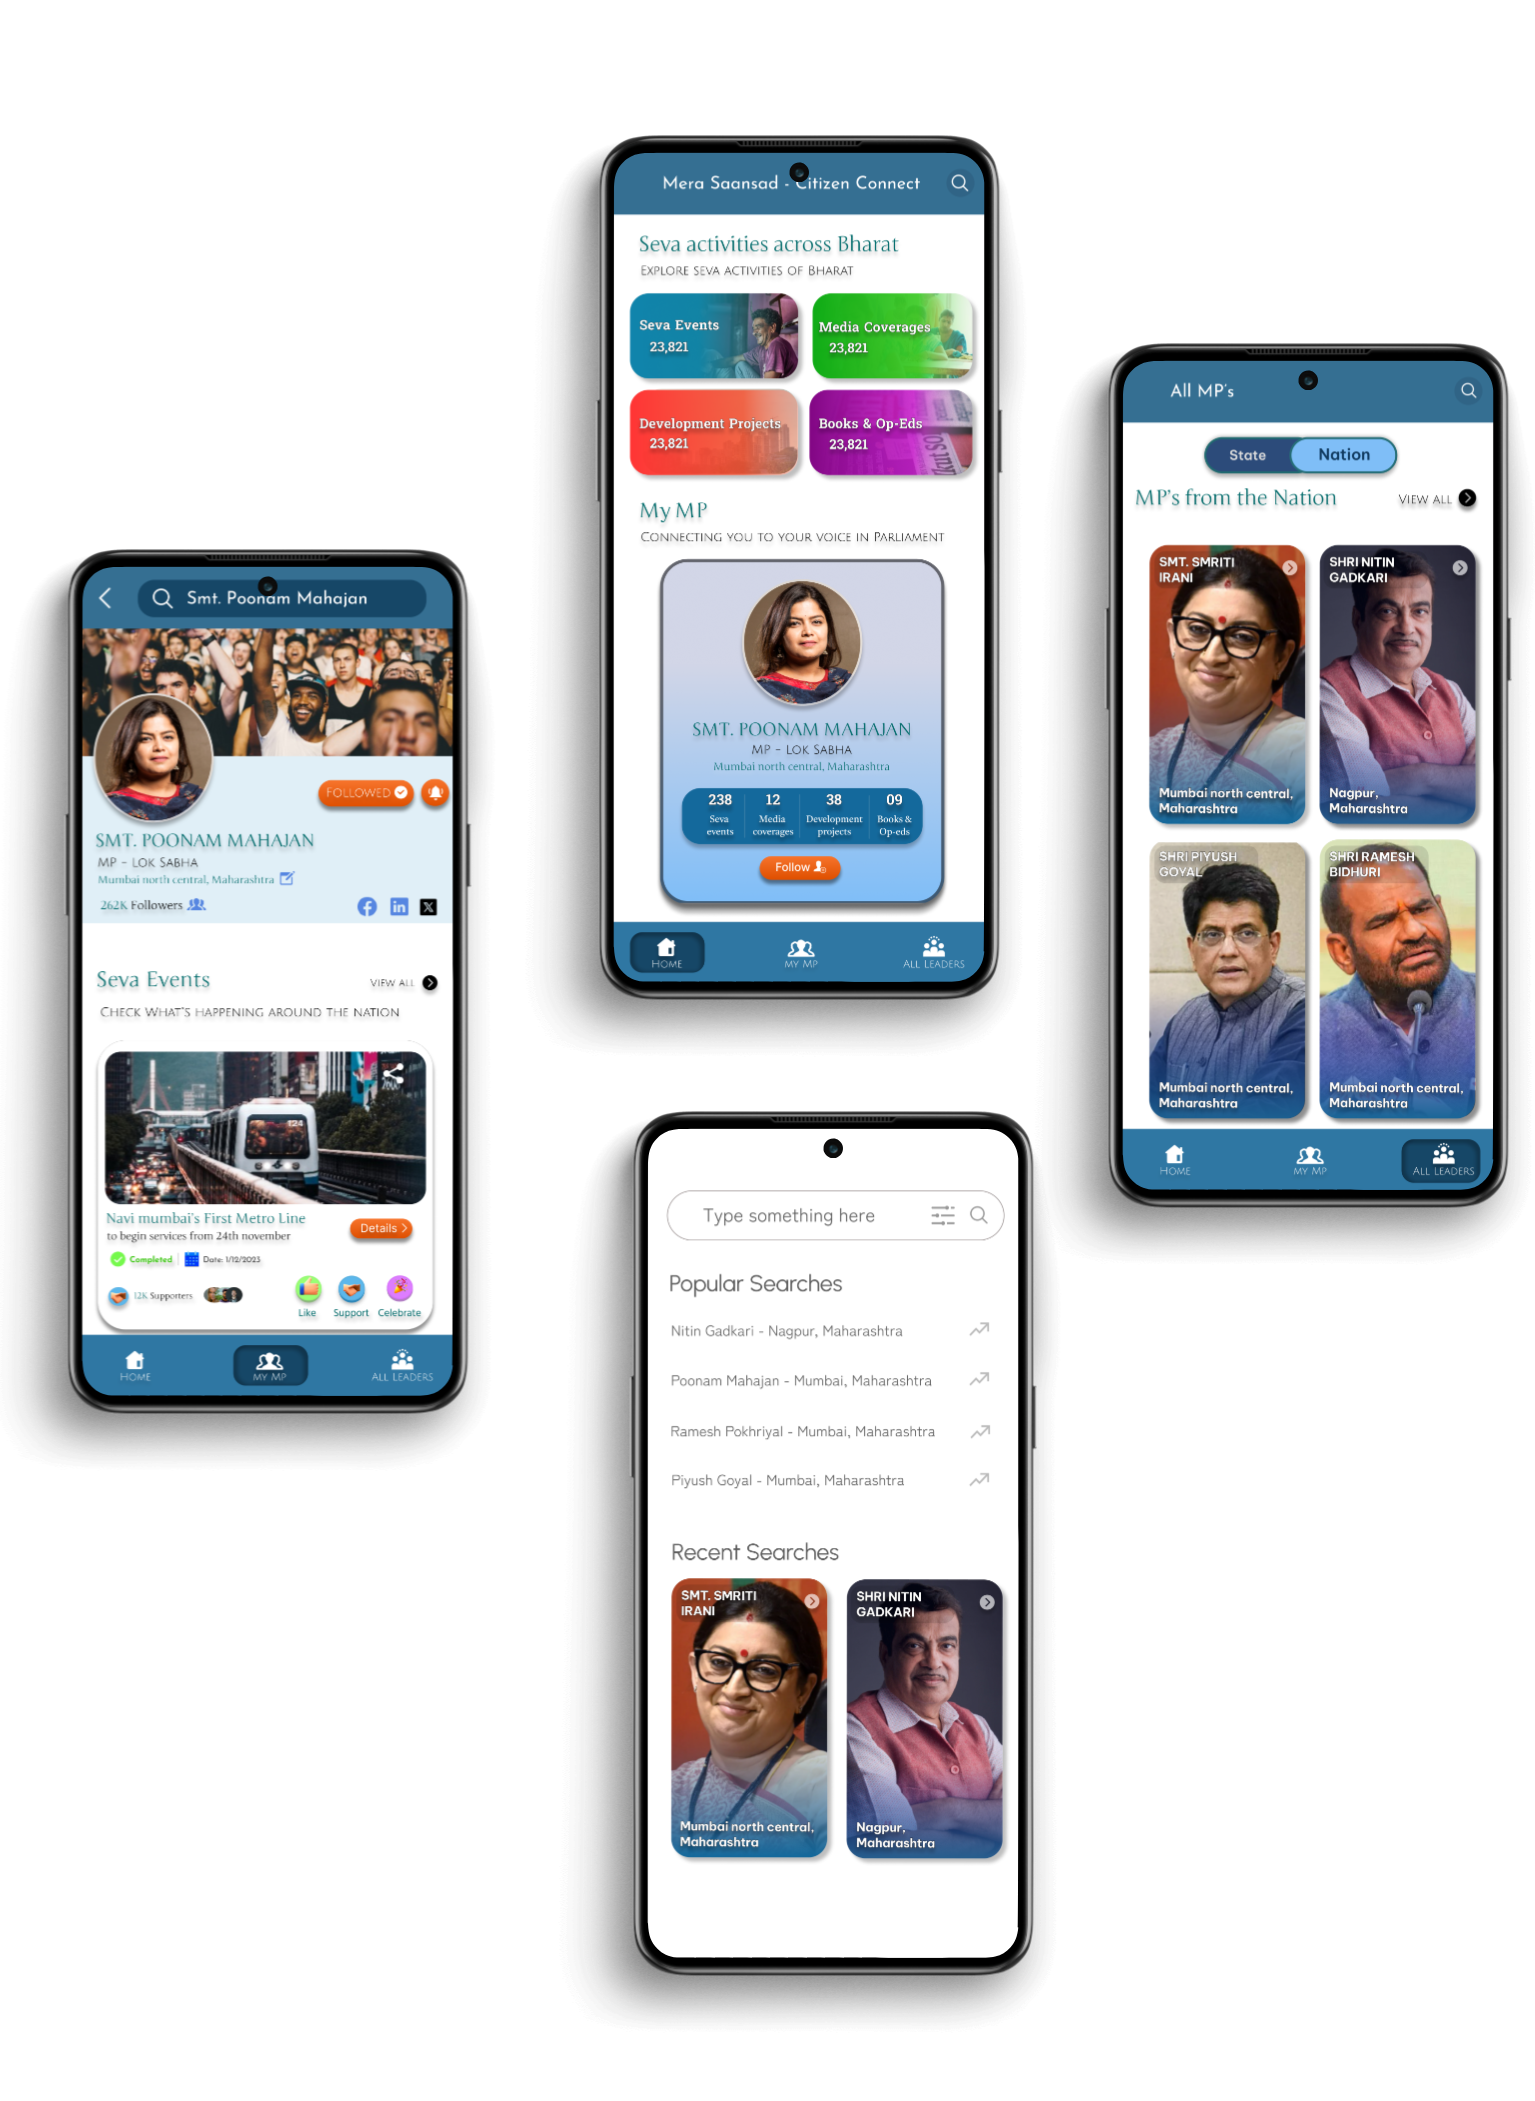 Mera Saansad - Citizen Connect
Seva activities across Bharat
Explore seva activities of Bharat
Seva Events
23,821
Media Coverages
23,821
Development Projects
23,821
Books & Op-Eds
23,821
My MP
Connecting you to your voice in Parliament
SMT. POONAM MAHAJAN
MP - Lok Sabha
Mumbai north central, Maharashtra
238
Seva
events
12
Media
coverages
38
Development
projects
09
Books &
Op-eds
Follow
Home
My MP
All Leaders
All MP's
State
Nation
MP's from the Nation
View all
SMT. SMRITI
IRANI
Mumbai north central,
Maharashtra
SHRI NITIN
GADKARI
Nagpur,
Maharashtra
SHRI PIYUSH
GOYAL
Mumbai north central,
Maharashtra
SHRI RAMESH
BIDHURI
Mumbai north central,
Maharashtra
Home
My MP
All Leaders
Smt. Poonam Mahajan
Followed
SMT. POONAM MAHAJAN
MP - Lok Sabha
Mumbai north central, Maharashtra
262K Followers
Seva Events
View all
Check What's happening around the nation
124
Navi mumbai's First Metro Line
to begin services from 24th november
Details
Completed
Date: 1/12/2023
12K Supporters
Like
Support
Celebrate
Home
My MP
All Leaders
Type something here
Popular Searches
Nitin Gadkari - Nagpur, Maharashtra
Poonam Mahajan - Mumbai, Maharashtra
Ramesh Pokhriyal - Mumbai, Maharashtra
Piyush Goyal - Mumbai, Maharashtra
Recent Searches
SMT. SMRITI
IRANI
Mumbai north central,
Maharashtra
SHRI NITIN
GADKARI
Nagpur,
Maharashtra